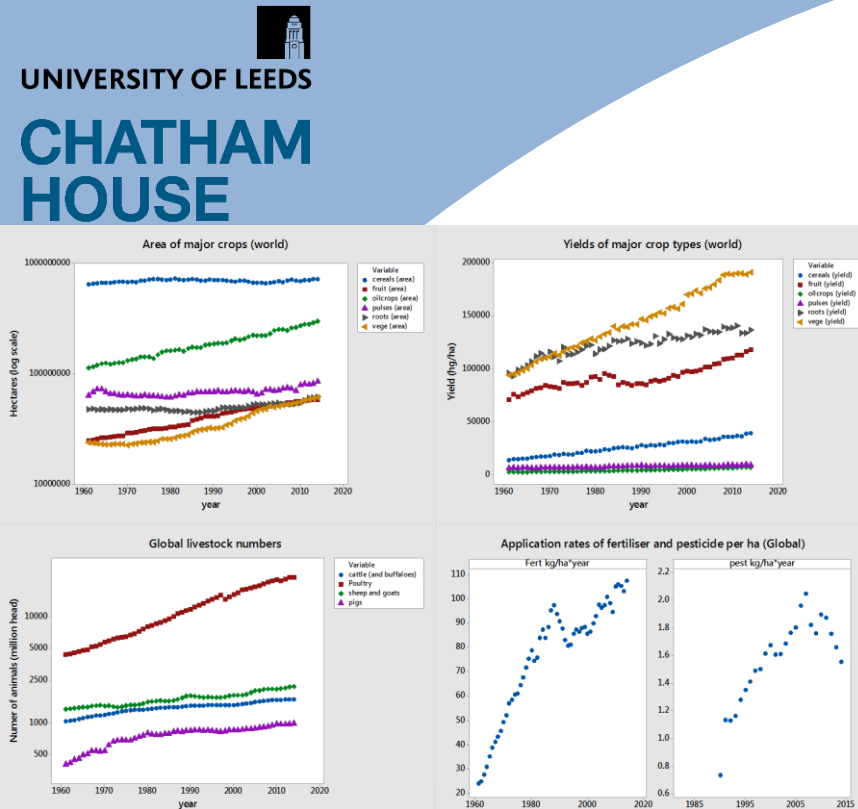 UNIVERSITY OF LEEDS
CHATHAM
HOUSE
Area of major crops (world)
1000000000
100000000
10000000
Hectares (log scale)
1960 1970 1980 1990 2000 2010 2020
year
Variable
cereals (area)
fruit (area)
oilcrops (area)
pulses (area)
roots (area)
vege (area)
Yields of major crop types (world)
200000
150000
100000
50000
0
Yield (hg/ha)
1960 1970 1980 1990 2000 2010 2020
year
Variable
cereals (yield)
fruit (yield)
oilcrops (yield)
pulses (yield)
roots (yield)
vege (yield)
Global livestock numbers
10000
5000
2500
1000
500
Numer of animals (million head)
1960 1970 1980 1990 2000 2010 2020
year
Variable
cattle (and buffaloes)
Poultry
sheep and goats
pigs
Application rates of fertiliser and pesticide per ha (Global)
Fert kg/ha*year
110
100
90
80
70
60
50
40
30
20
1960 1980 2000 2020
pest kg/ha*year
2.2
2.0
1.8
1.6
1.4
1.2
1.0
0.8
0.6
1985 1995 2005 2015